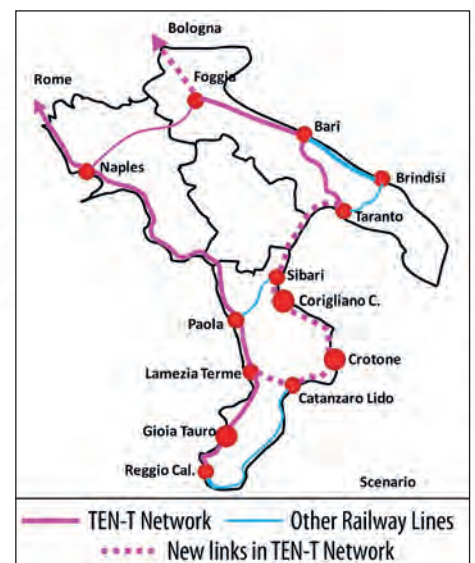 Bologna
Rome
Foggia
Bari
Naples
Brindisi
Taranto
Sibari
Corigliano C.
Paola
Crotone
Lamezia Terme
Catanzaro Lido
Gioia Tauro
Reggio Cal.
Scenario
TEN-T Network
Other Railway Lines
New links in TEN-T Network